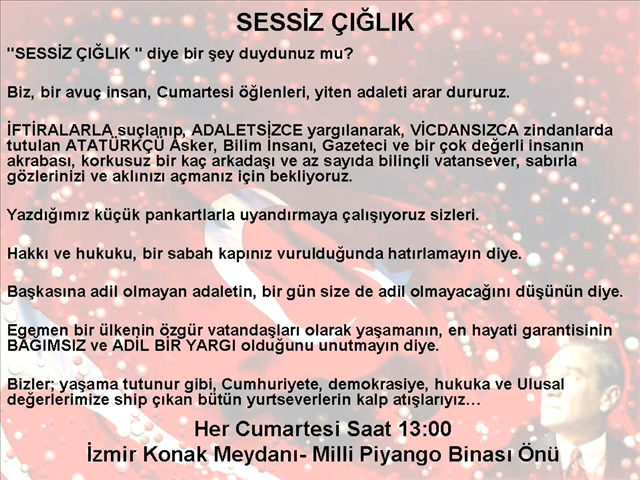 SESSİZ ÇIĞLIK
"SESSİZ ÇIĞLIK " diye bir şey duydunuz mu?
Biz, bir avuç insan, Cumartesi öğlenleri, yiten adaleti arar dururuz.
İFTİRALARLA suçlanıp, ADALETSİZCE yargılanarak, VİCDANSIZCA zindanlarda
tutulan ATATÜRKÇÜ Asker, Bilim İnsanı, Gazeteci ve bir çok değerli insanın
akrabası, korkusuz bir kaç arkadaşı ve az sayıda bilinçli vatansever, sabırla
gözlerinizi ve aklınızı açmanız için bekliyoruz.
Yazdığımız küçük pankartlarla uyandırmaya çalışıyoruz sizleri.
Hakkı ve hukuku, bir sabah kapınız vurulduğunda hatırlamayın diye.
Başkasına adil olmayan adaletin, bir gün size de adil olmayacağını düşünün diye.
Egemen bir ülkenin özgür vatandaşları olarak yaşamanın, en hayati garantisinin
BAĞIMSIZ ve ADİL BİR YARGI olduğunu unutmayın diye.
Bizler; yaşama tutunur gibi, Cumhuriyete, demokrasiye, hukuka ve Ulusal
değerlerimize ship çıkan bütün yurtseverlerin kalp atışlarıyız…
Her Cumartesi Saat 13:00
İzmir Konak Meydanı- Milli Piyango Binası Önü